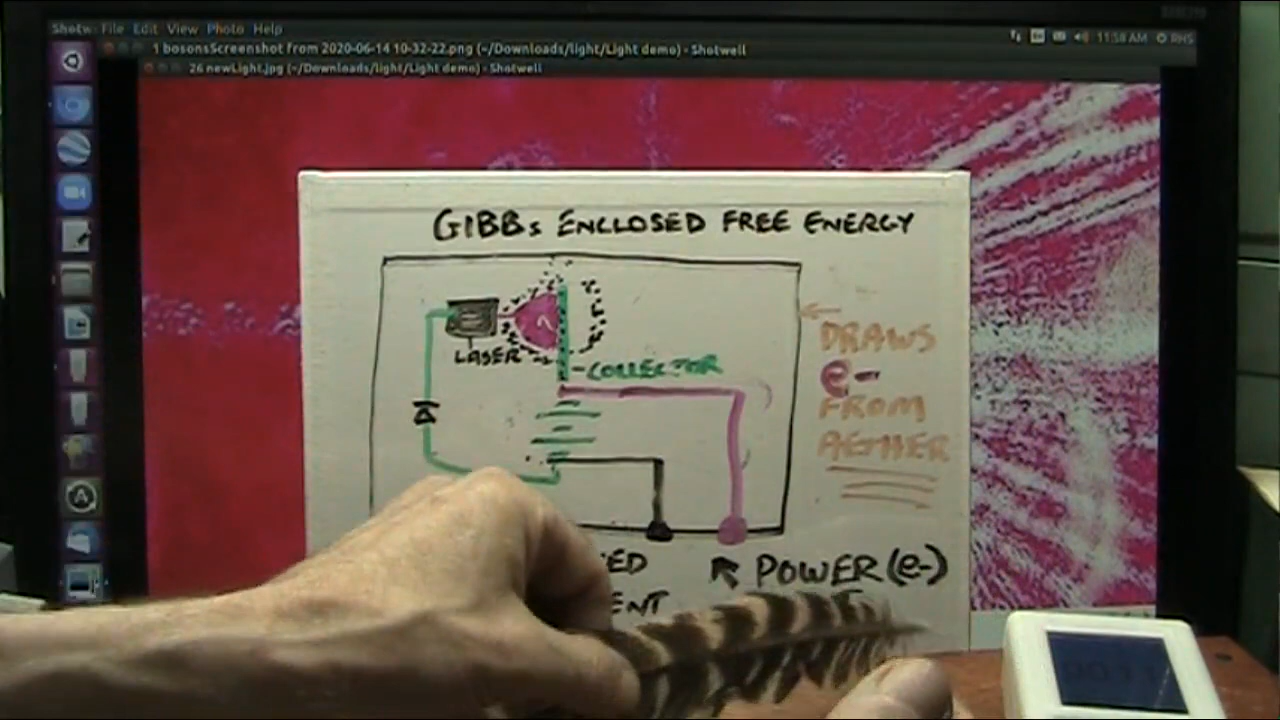 Shotw File Edit View Photo Help
11:58 AM RHS
1 bosonsScreenshot from 2020-06-14 10-32-22.png (~/Downloads/light/Light demo) - Shotwell
26 newLight.jpg (~/Downloads/light/Light demo) - Shotwell
GIBBs ENCLOSED FREE ENERGY
LASER
-COLLECTOR
DRAWS
e-
FROM
AETHER
POWER (e-)